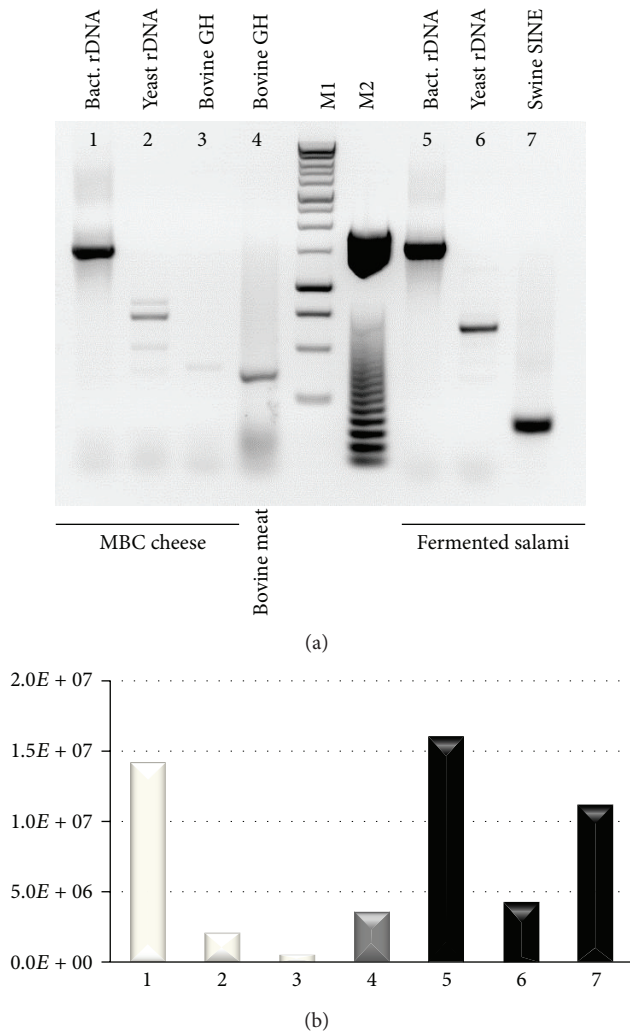 Bact. rDNA
Yeast rDNA
Bovine GH
Bovine GH
M1
M2
Bact. rDNA
Yeast rDNA
Swine SINE
1 2 3 4 5 6 7
MBC cheese
Bovine meat
Fermented salami
(a)
2.0E + 07
1.5E + 07
1.0E + 07
5.0E + 06
0.0E + 00
1 2 3 4 5 6 7
(b)